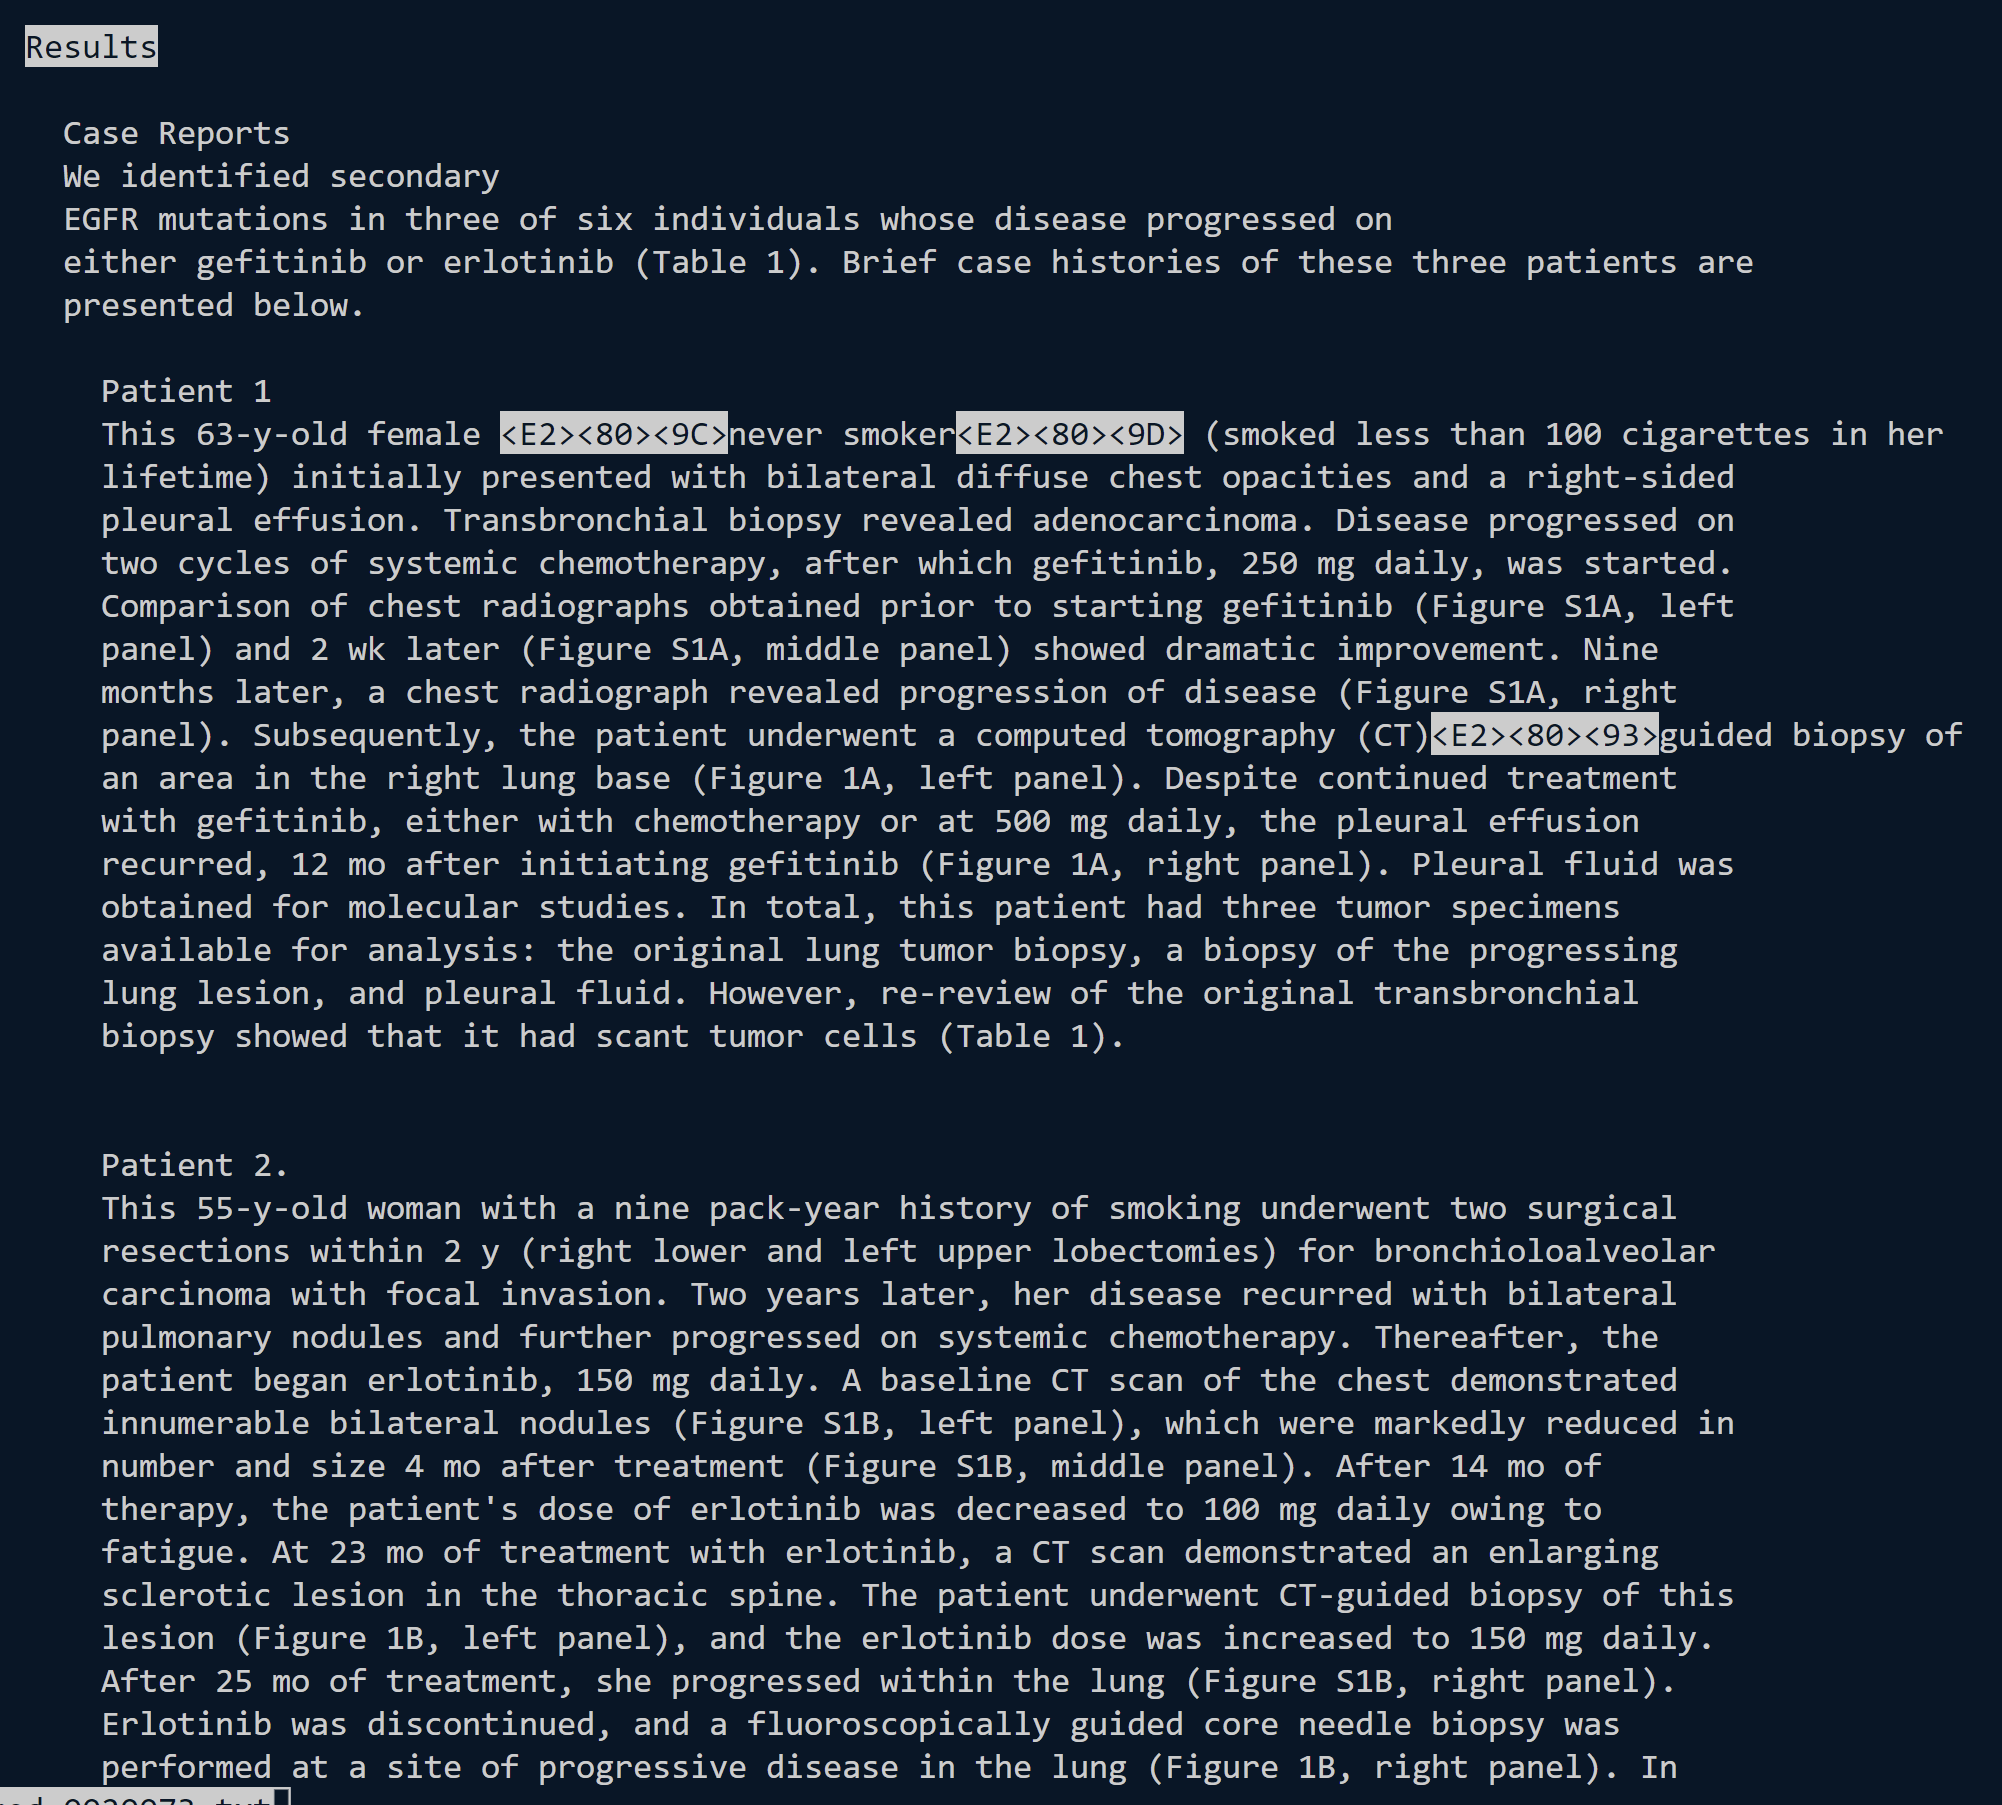 Results
Case Reports
We identified secondary
EGFR mutations in three of six individuals whose disease progressed on
either gefitinib or erlotinib (Table 1). Brief case histories of these three patients are
presented below.
Patient 1
This 63-y-old female <E2><80><9C>never smoker<E2><80><9D> (smoked less than 100 cigarettes in her
lifetime) initially presented with bilateral diffuse chest opacities and a right-sided
pleural effusion. Transbronchial biopsy revealed adenocarcinoma. Disease progressed on
two cycles of systemic chemotherapy, after which gefitinib, 250 mg daily, was started.
Comparison of chest radiographs obtained prior to starting gefitinib (Figure S1A, left
panel) and 2 wk later (Figure S1A, middle panel) showed dramatic improvement. Nine
months later, a chest radiograph revealed progression of disease (Figure S1A, right
panel). Subsequently, the patient underwent a computed tomography (CT)<E2><80><93>guided biopsy of
an area in the right lung base (Figure 1A, left panel). Despite continued treatment
with gefitinib, either with chemotherapy or at 500 mg daily, the pleural effusion
recurred, 12 mo after initiating gefitinib (Figure 1A, right panel). Pleural fluid was
obtained for molecular studies. In total, this patient had three tumor specimens
available for analysis: the original lung tumor biopsy, a biopsy of the progressing
lung lesion, and pleural fluid. However, re-review of the original transbronchial
biopsy showed that it had scant tumor cells (Table 1).
Patient 2.
This 55-y-old woman with a nine pack-year history of smoking underwent two surgical
resections within 2 y (right lower and left upper lobectomies) for bronchioloalveolar
carcinoma with focal invasion. Two years later, her disease recurred with bilateral
pulmonary nodules and further progressed on systemic chemotherapy. Thereafter, the
patient began erlotinib, 150 mg daily. A baseline CT scan of the chest demonstrated
innumerable bilateral nodules (Figure S1B, left panel), which were markedly reduced in
number and size 4 mo after treatment (Figure S1B, middle panel). After 14 mo of
therapy, the patient's dose of erlotinib was decreased to 100 mg daily owing to
fatigue. At 23 mo of treatment with erlotinib, a CT scan demonstrated an enlarging
sclerotic lesion in the thoracic spine. The patient underwent CT-guided biopsy of this
lesion (Figure 1B, left panel), and the erlotinib dose was increased to 150 mg daily.
After 25 mo of treatment, she progressed within the lung (Figure S1B, right panel).
Erlotinib was discontinued, and a fluoroscopically guided core needle biopsy was
performed at a site of progressive disease in the lung (Figure 1B, right panel). In